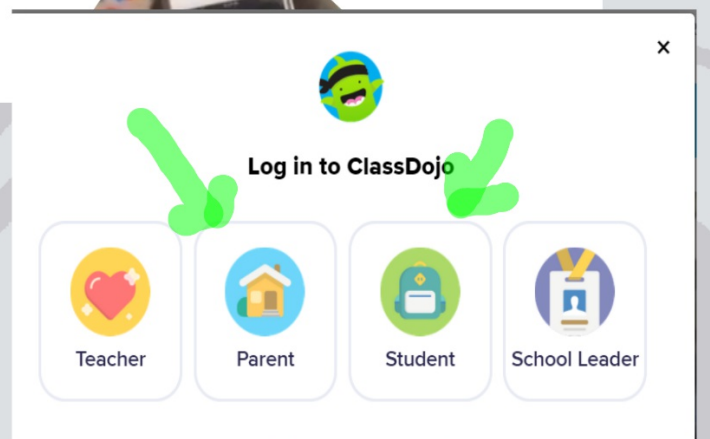 x
Log in to ClassDojo
Teacher
Parent
Student
School Leader